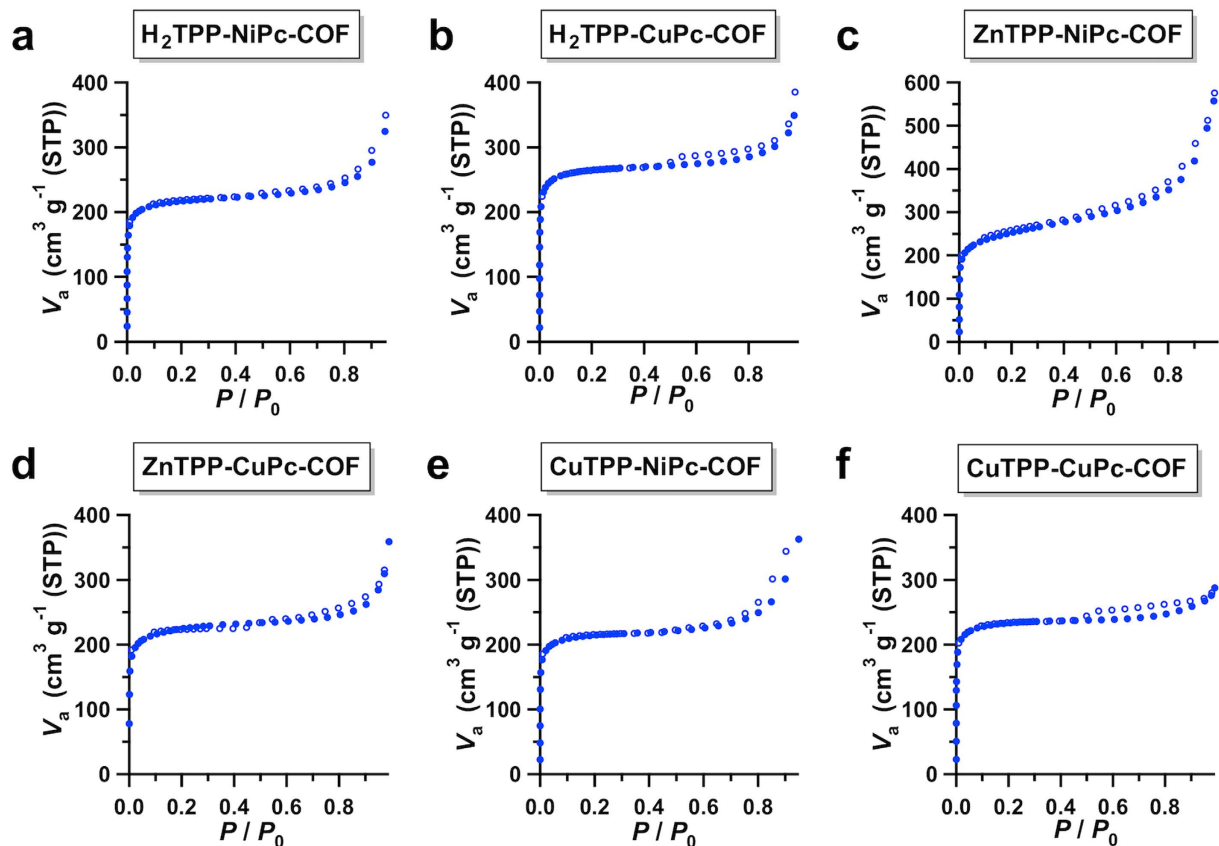 a
H₂TPP-NiPc-COF
400
300
200
100
0
Vₐ (cm³ g⁻¹ (STP))
0.0 0.2 0.4 0.6 0.8
P / P₀
b
H₂TPP-CuPc-COF
400
300
200
100
0
Vₐ (cm³ g⁻¹ (STP))
0.0 0.2 0.4 0.6 0.8
P / P₀
c
ZnTPP-NiPc-COF
600
500
400
300
200
100
0
Vₐ (cm³ g⁻¹ (STP))
0.0 0.2 0.4 0.6 0.8
P / P₀
d
ZnTPP-CuPc-COF
400
300
200
100
0
Vₐ (cm³ g⁻¹ (STP))
0.0 0.2 0.4 0.6 0.8
P / P₀
e
CuTPP-NiPc-COF
400
300
200
100
0
Vₐ (cm³ g⁻¹ (STP))
0.0 0.2 0.4 0.6 0.8
P / P₀
f
CuTPP-CuPc-COF
400
300
200
100
0
Vₐ (cm³ g⁻¹ (STP))
0.0 0.2 0.4 0.6 0.8
P / P₀